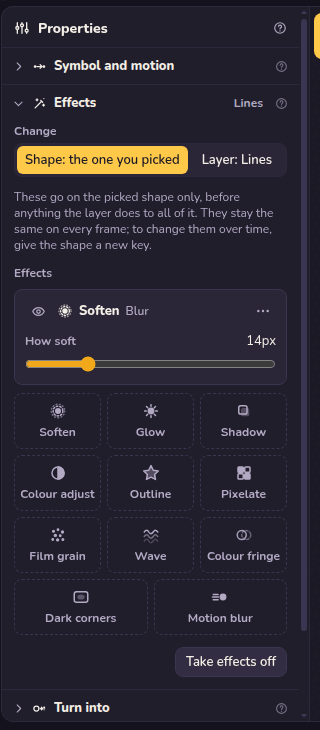 Properties
Symbol and motion
Effects Lines
Change
Shape: the one you picked Layer: Lines
These go on the picked shape only, before
anything the layer does to all of it. They stay the
same on every frame; to change them over time,
give the shape a new key.
Effects
Soften Blur
How soft 14px
Soften Glow Shadow
Colour adjust Outline Pixelate
Film grain Wave Colour fringe
Dark corners Motion blur
Take effects off
Turn into